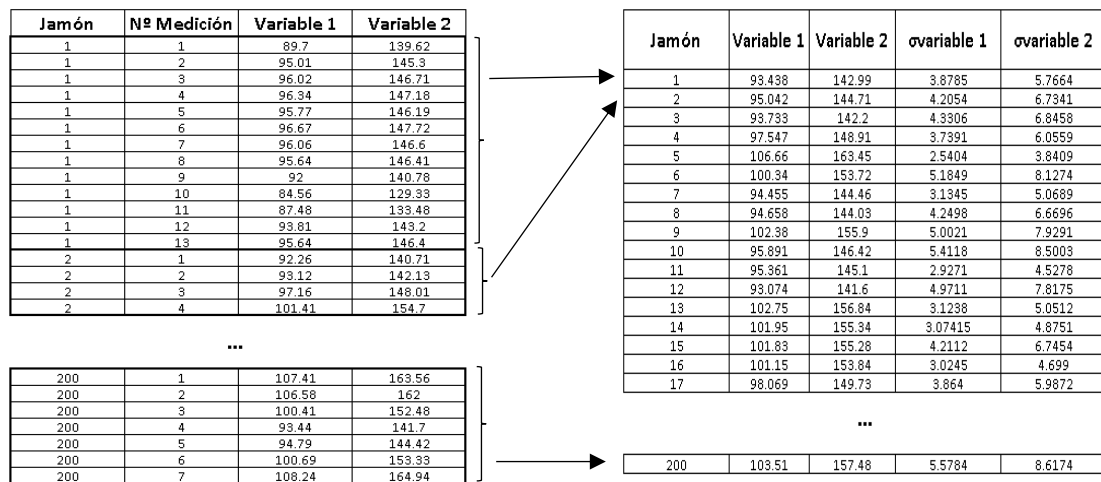 Jamón Nº Medición Variable 1 Variable 2
1 1 89.7 139.62
1 2 95.01 145.3
1 3 96.02 146.71
1 4 96.34 147.18
1 5 95.77 146.19
1 6 96.67 147.72
1 7 96.06 146.6
1 8 95.64 146.41
1 9 92 140.78
1 10 84.56 129.33
1 11 87.48 133.48
1 12 93.81 143.2
1 13 95.64 146.4
2 1 92.26 140.71
2 2 93.12 142.13
2 3 97.16 148.01
2 4 101.41 154.7
...
200 1 107.41 163.56
200 2 106.58 162
200 3 100.41 152.48
200 4 93.44 141.7
200 5 94.79 144.42
200 6 100.69 153.33
200 7 108.24 164.94
Jamón Variable 1 Variable 2 σvariable 1 σvariable 2
1 93.438 142.99 3.8785 5.7664
2 95.042 144.71 4.2054 6.7341
3 93.733 142.2 4.3306 6.8458
4 97.547 148.91 3.7391 6.0559
5 106.66 163.45 2.5404 3.8409
6 100.34 153.72 5.1849 8.1274
7 94.455 144.46 3.1345 5.0689
8 94.658 144.03 4.2498 6.6696
9 102.38 155.9 5.0021 7.9291
10 95.891 146.42 5.4118 8.5003
11 95.361 145.1 2.9271 4.5278
12 93.074 141.6 4.9711 7.8175
13 102.75 156.84 3.1238 5.0512
14 101.95 155.34 3.07415 4.8751
15 101.83 155.28 4.2112 6.7454
16 101.15 153.84 3.0245 4.699
17 98.069 149.73 3.864 5.9872
...
200 103.51 157.48 5.5784 8.6174